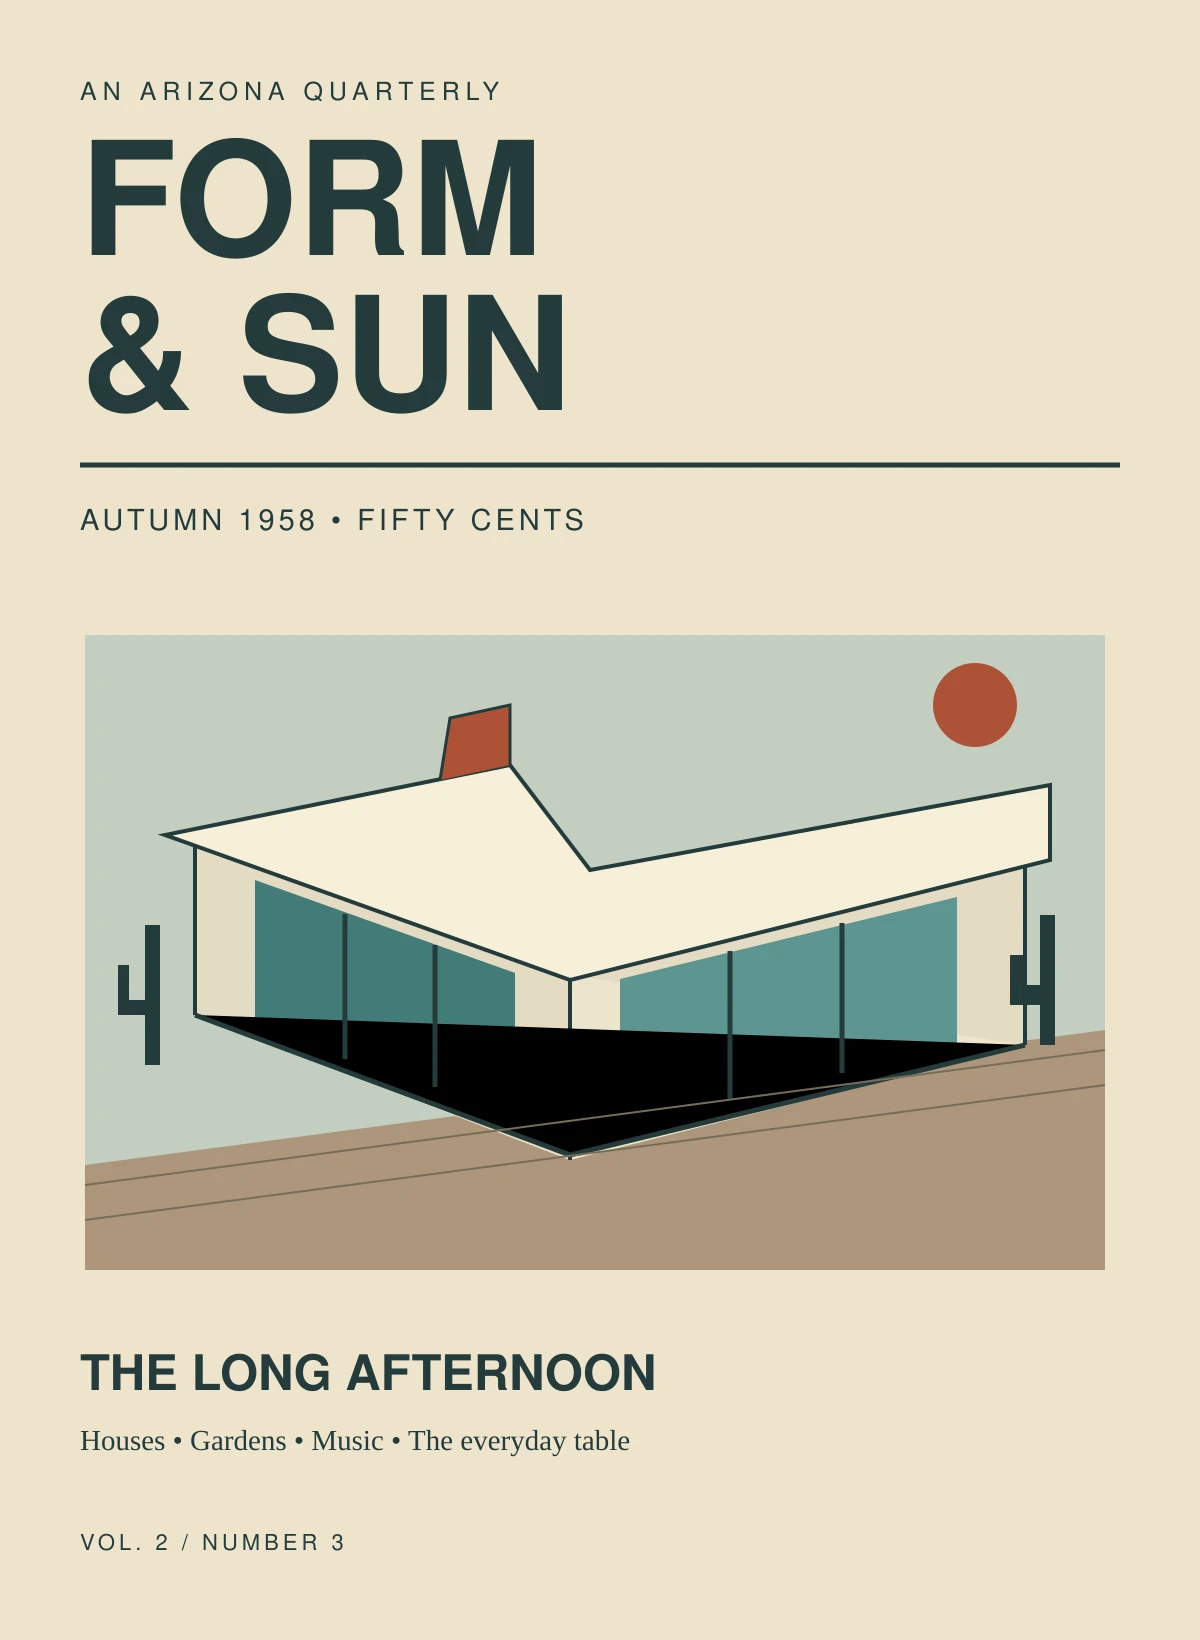 AN ARIZONA QUARTERLY
FORM
& SUN
AUTUMN 1958 • FIFTY CENTS
THE LONG AFTERNOON
Houses • Gardens • Music • The everyday table
VOL. 2 / NUMBER 3